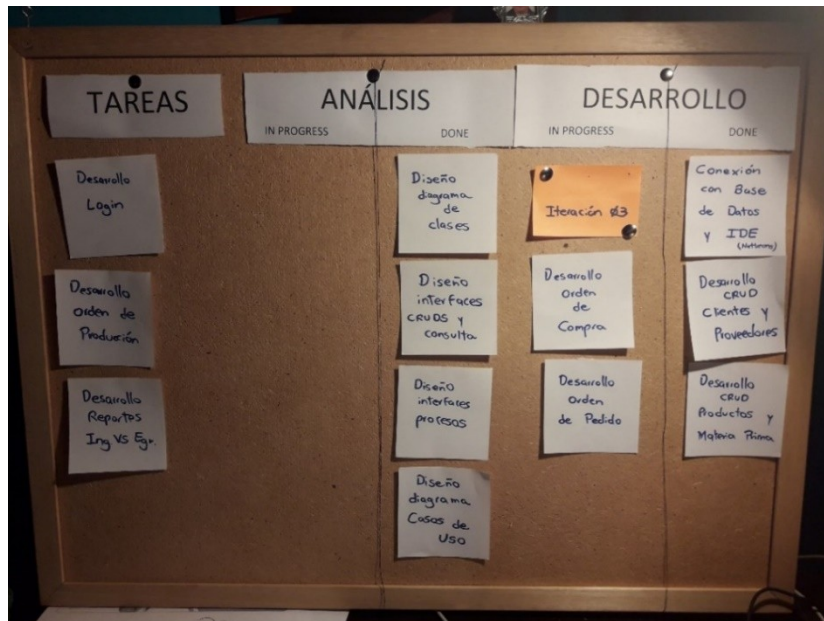 TAREAS
ANÁLISIS
IN PROGRESS
DONE
DESARROLLO
IN PROGRESS
DONE
Desarrollo
Login
Desarrollo
Orden de
Producción
Desarrollo
Reportes
Ing VS Egr.
Diseño
diagrama
de
clases
Diseño
interfaces
CRUDS y
consulta
Diseño
interfaces
procesos
Diseño
diagrama
Casos de
Uso
Iteración 03
Desarrollo
Orden
de
Compra
Desarrollo
Orden
de Pedido
Conexión
con Base
de Datos
y IDE
(Netbeans)
Desarrollo
CRUD
Clientes y
Proveedores
Desarrollo
CRUD
Productos y
Materia Prima